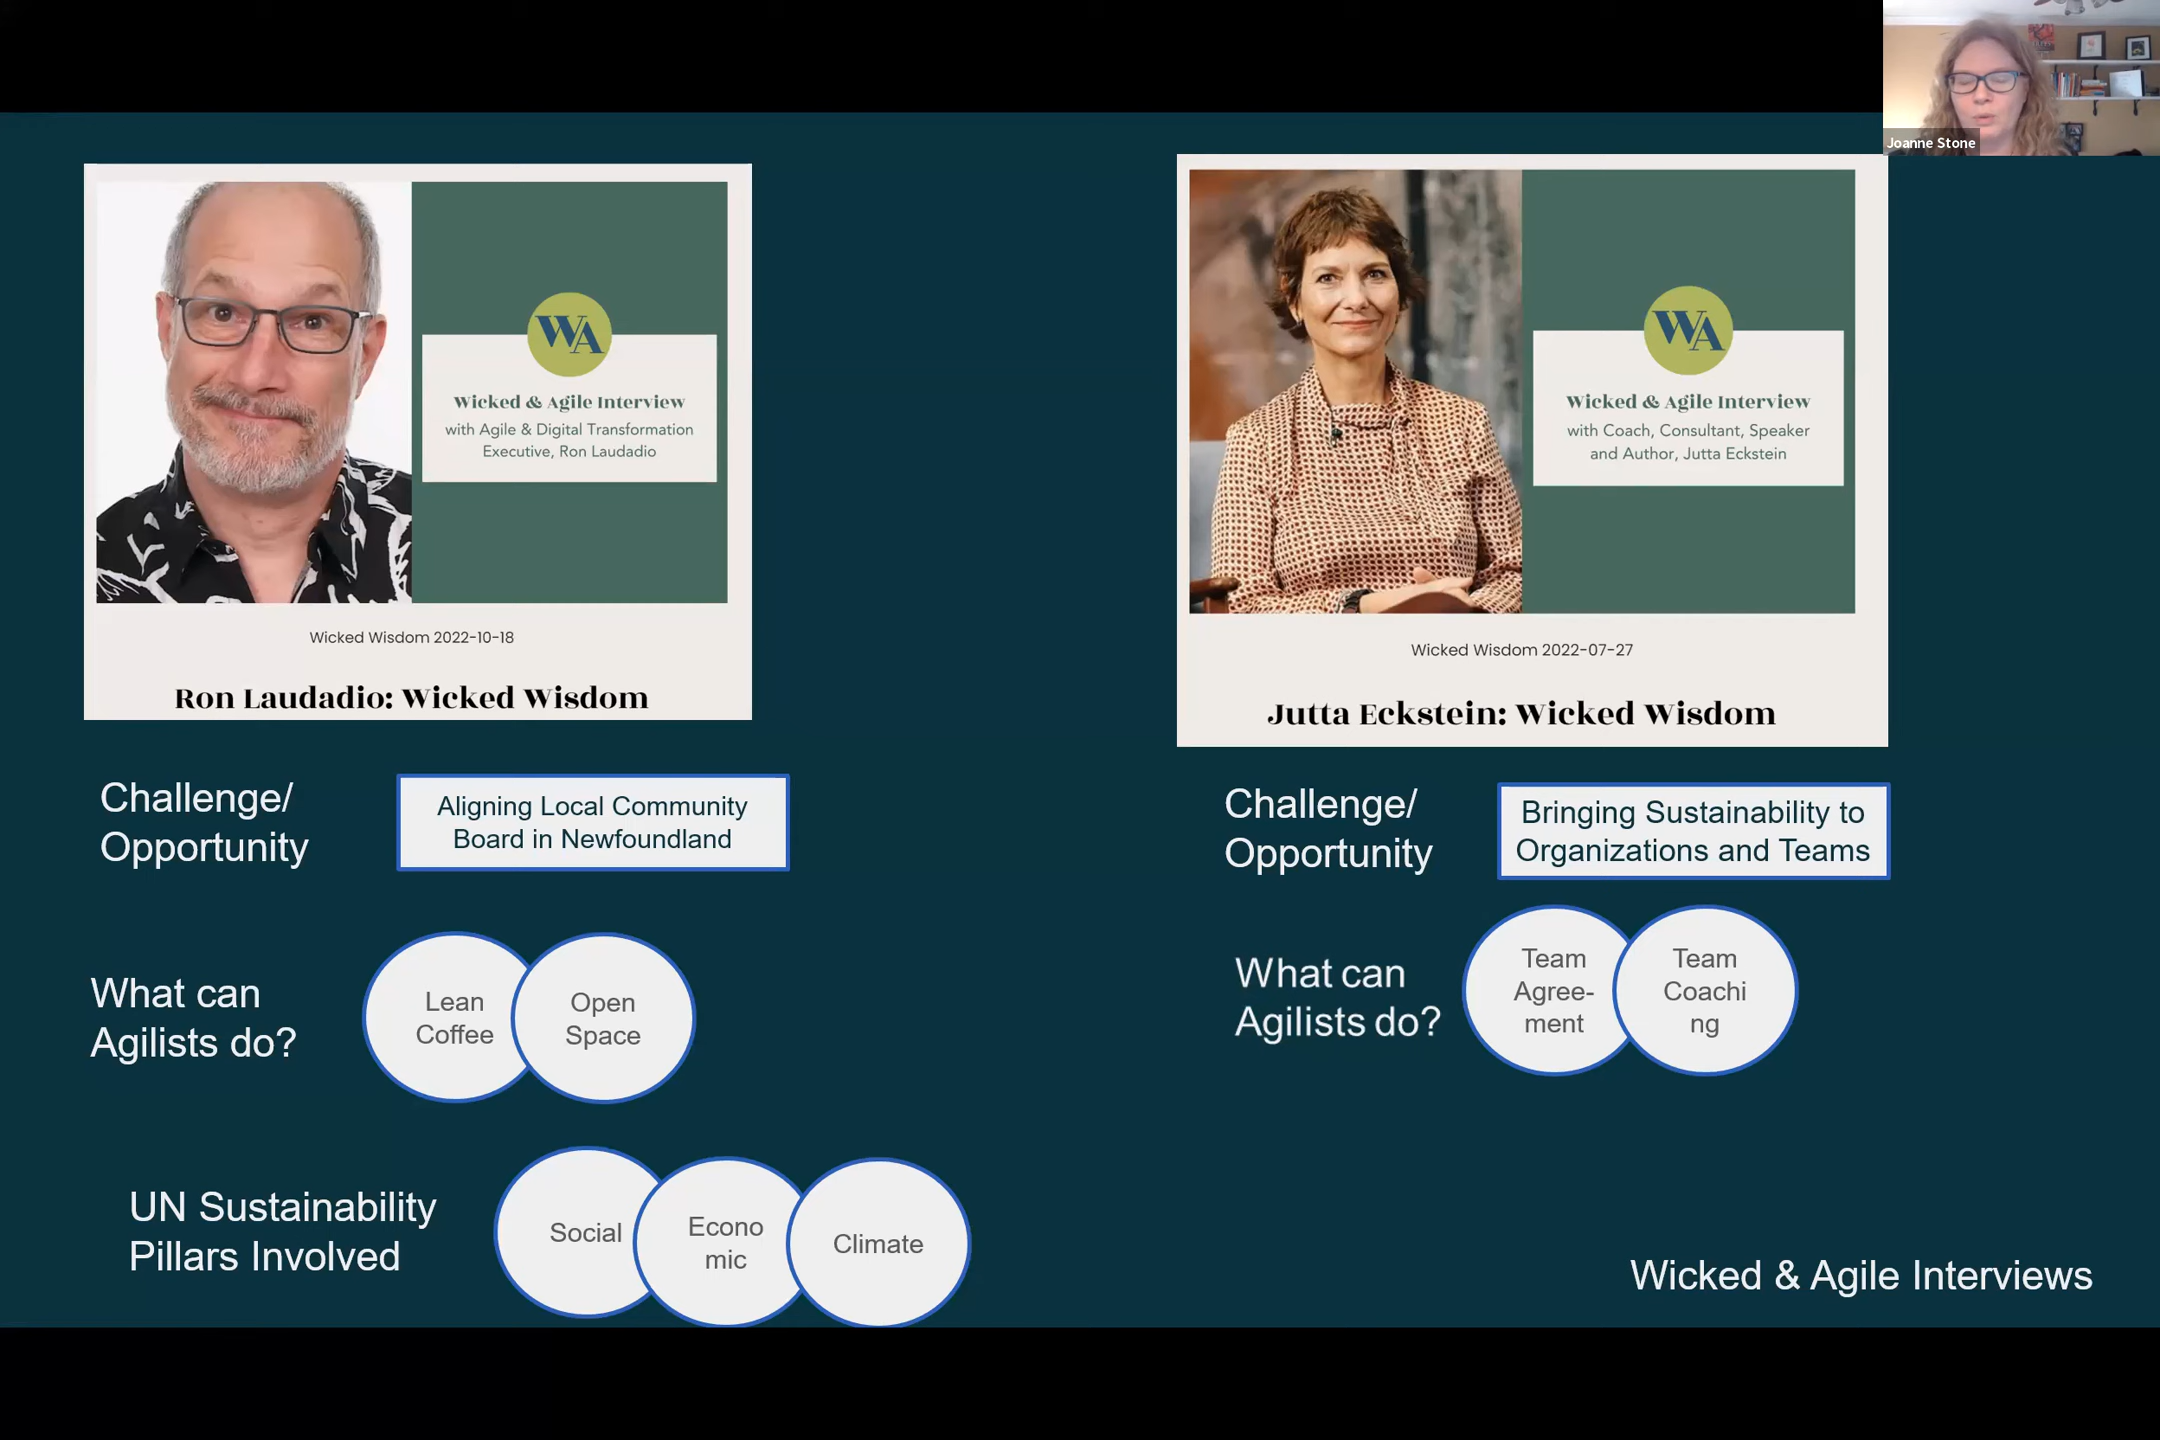 Joanne Stone
WA
Wicked & Agile Interview
with Agile & Digital Transformation
Executive, Ron Laudadio
Wicked Wisdom 2022-10-18
Ron Laudadio: Wicked Wisdom
Challenge/
Opportunity
Aligning Local Community
Board in Newfoundland
What can
Agilists do?
Lean
Coffee
Open
Space
UN Sustainability
Pillars Involved
Social
Econo
mic
Climate
WA
Wicked & Agile Interview
with Coach, Consultant, Speaker
and Author, Jutta Eckstein
Wicked Wisdom 2022-07-27
Jutta Eckstein: Wicked Wisdom
Challenge/
Opportunity
Bringing Sustainability to
Organizations and Teams
What can
Agilists do?
Team
Agree-
ment
Team
Coachi
ng
Wicked & Agile Interviews